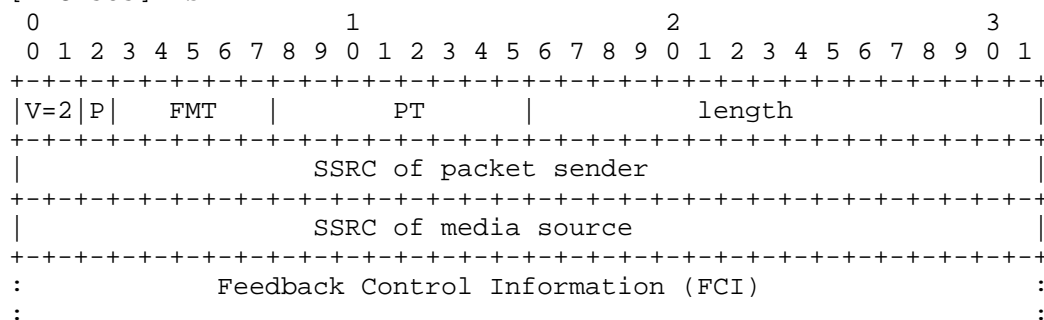 0                   1                   2                   3
 0 1 2 3 4 5 6 7 8 9 0 1 2 3 4 5 6 7 8 9 0 1 2 3 4 5 6 7 8 9 0 1
+-+-+-+-+-+-+-+-+-+-+-+-+-+-+-+-+-+-+-+-+-+-+-+-+-+-+-+-+-+-+-+-+
|V=2|P|   FMT   |       PT      |          length               |
+-+-+-+-+-+-+-+-+-+-+-+-+-+-+-+-+-+-+-+-+-+-+-+-+-+-+-+-+-+-+-+-+
|                  SSRC of packet sender                        |
+-+-+-+-+-+-+-+-+-+-+-+-+-+-+-+-+-+-+-+-+-+-+-+-+-+-+-+-+-+-+-+-+
|                  SSRC of media source                         |
+-+-+-+-+-+-+-+-+-+-+-+-+-+-+-+-+-+-+-+-+-+-+-+-+-+-+-+-+-+-+-+-+
:            Feedback Control Information (FCI)                 :
:                                                               :